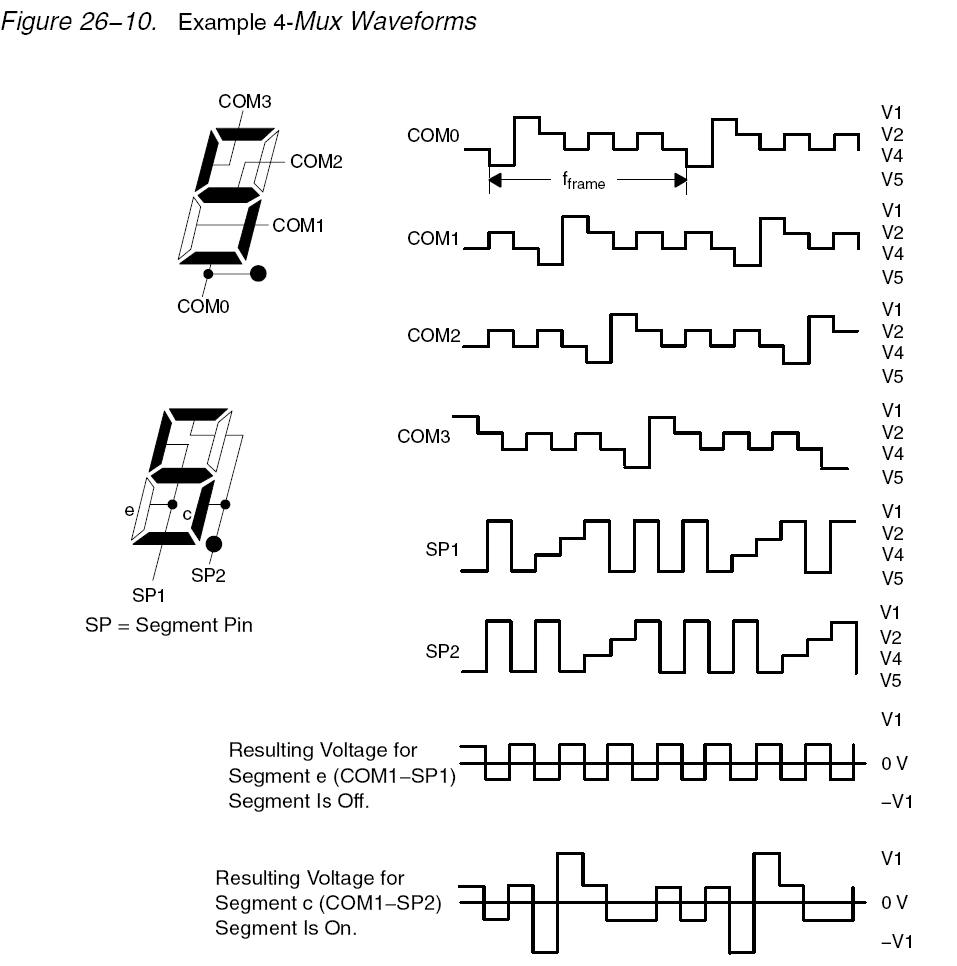 Figure 26–10. Example 4-Mux Waveforms
COM3
COM2
COM1
COM0
COM0
f frame
V1
V2
V4
V5
COM1
V1
V2
V4
V5
COM2
V1
V2
V4
V5
COM3
V1
V2
V4
V5
e
c
SP2
SP1
SP = Segment Pin
SP1
V1
V2
V4
V5
SP2
V1
V2
V4
V5
Resulting Voltage for
Segment e (COM1–SP1)
Segment Is Off.
V1
0 V
–V1
Resulting Voltage for
Segment c (COM1–SP2)
Segment Is On.
V1
0 V
–V1